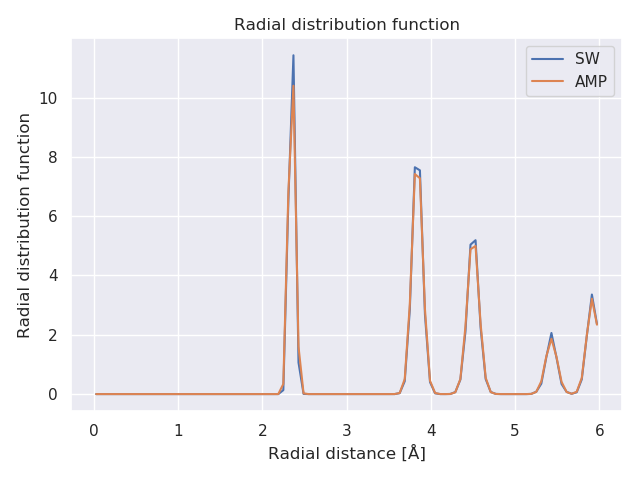 Radial distribution function
SW
AMP
Radial distribution function
10
8
6
4
2
0
0 1 2 3 4 5 6
Radial distance [Å]